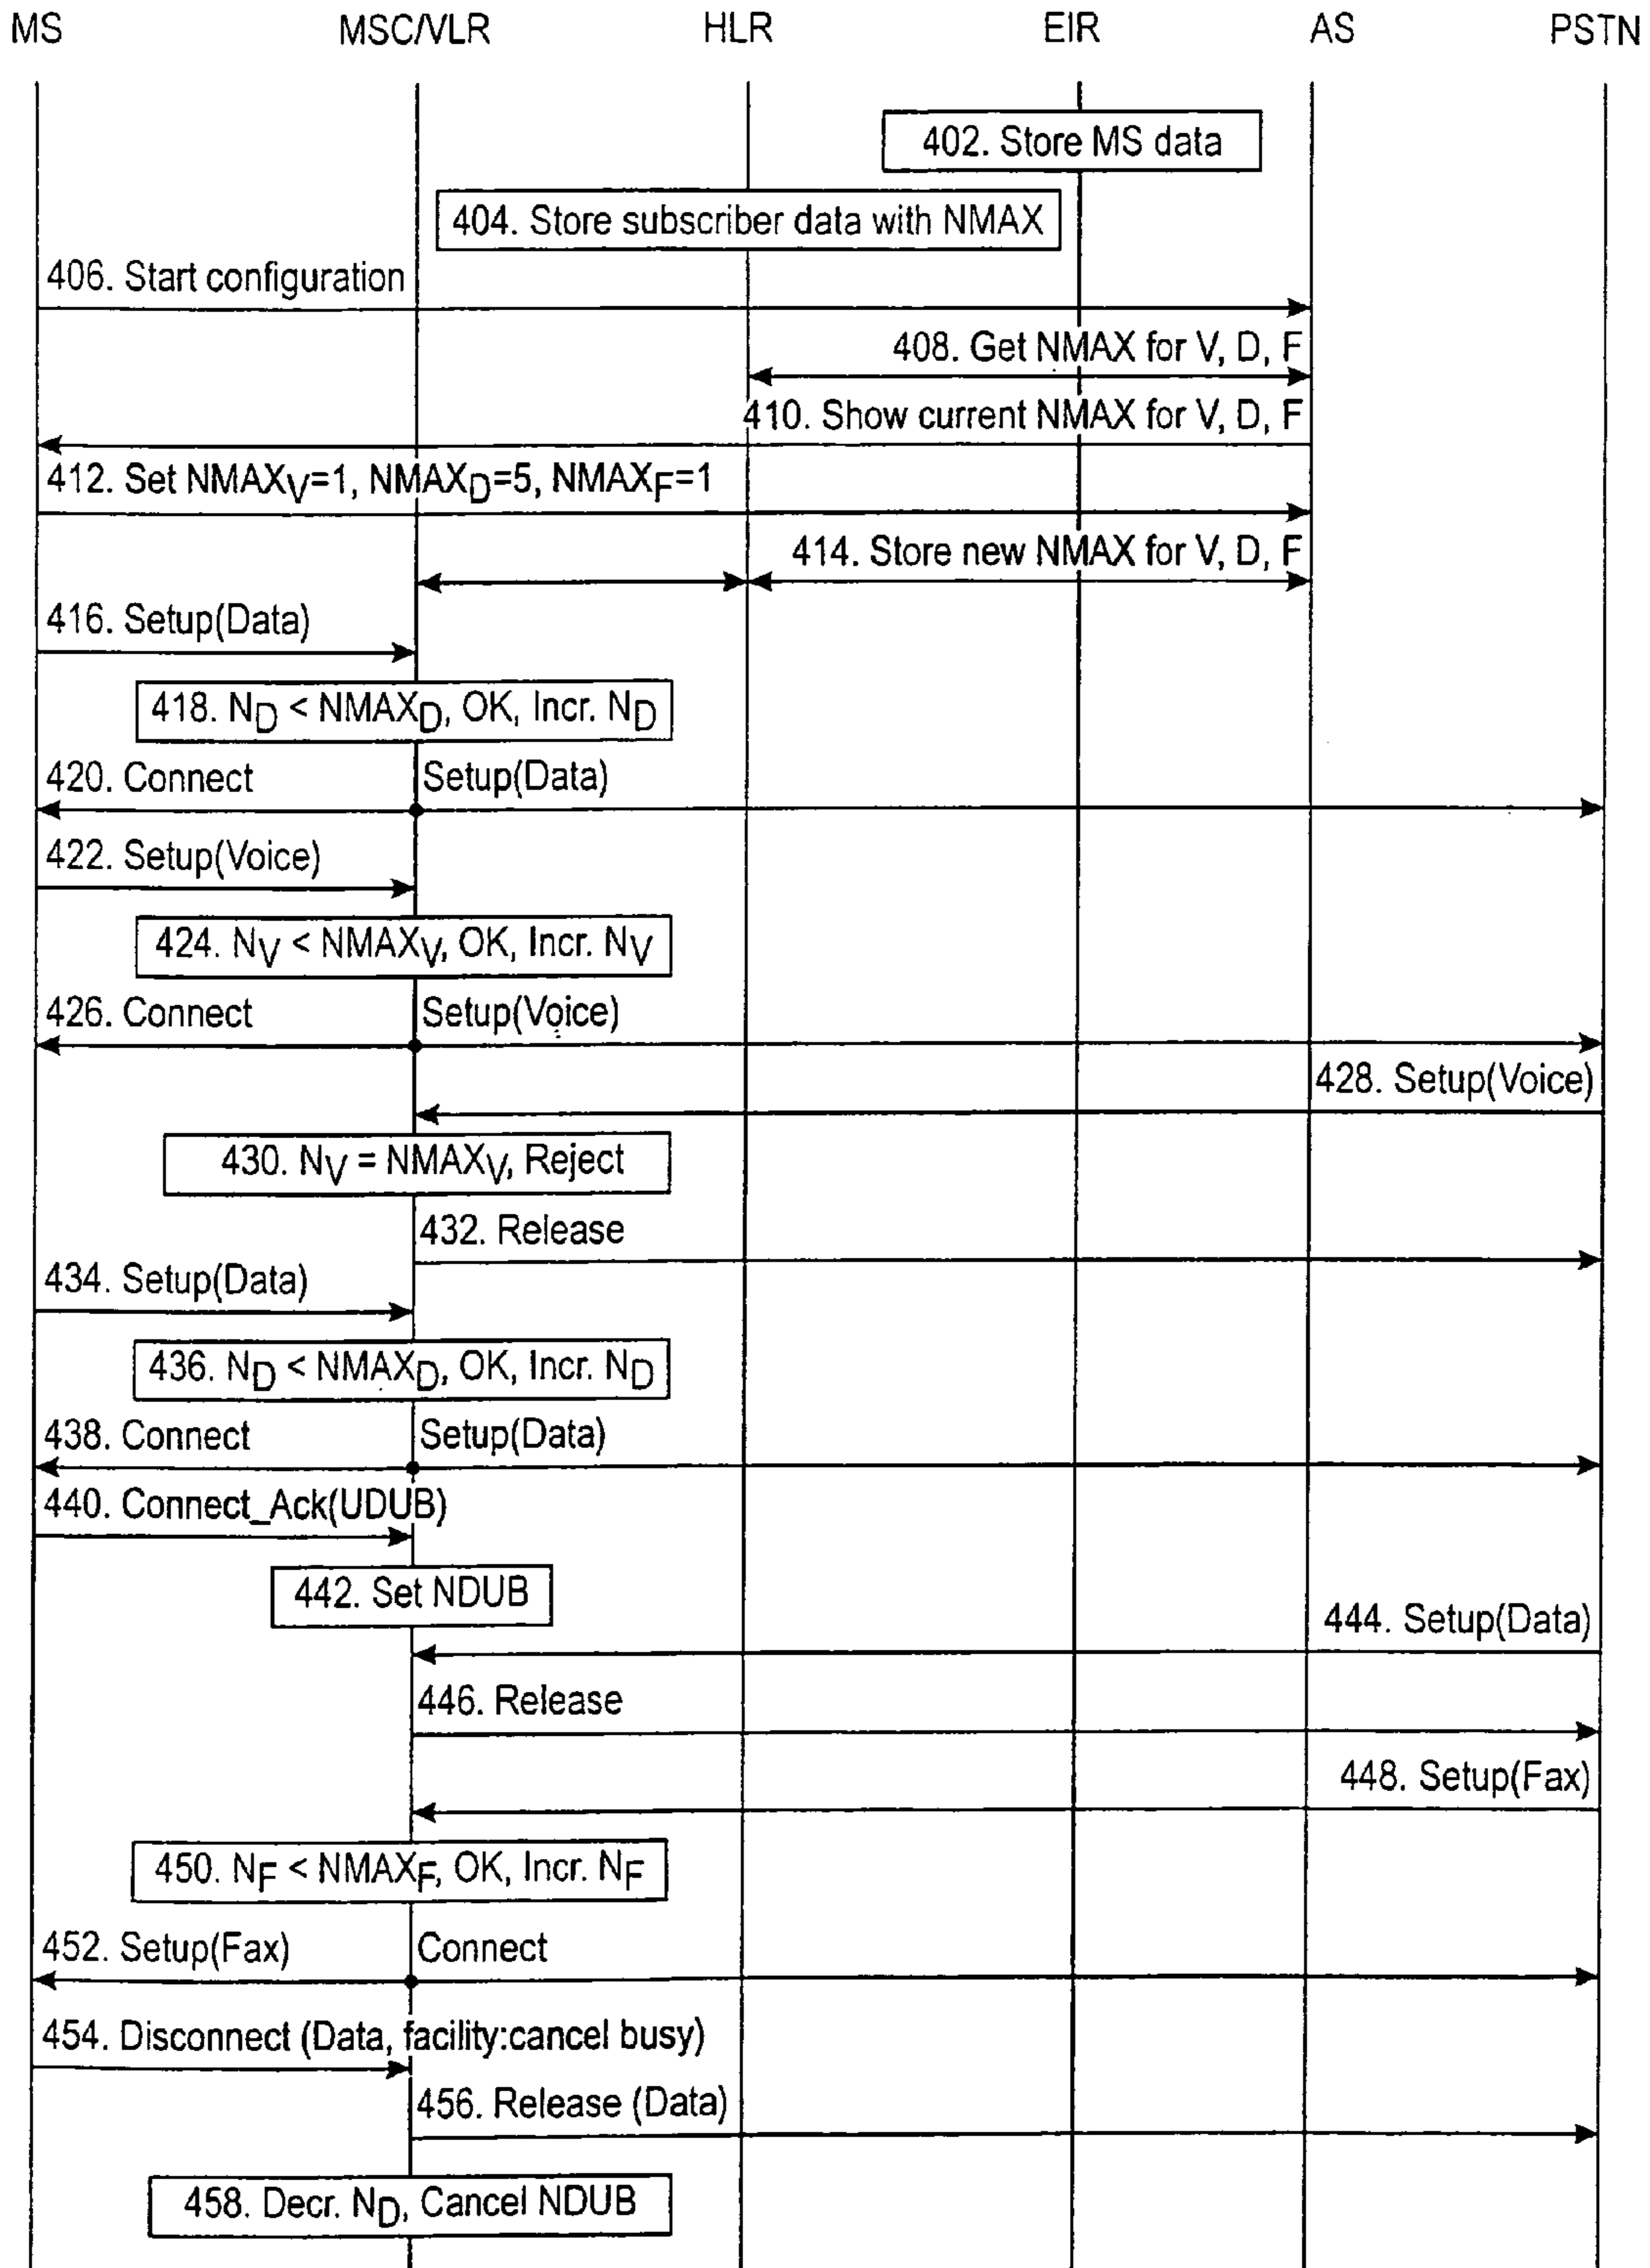 MS MSC/VLR HLR EIR AS PSTN
402. Store MS data
404. Store subscriber data with NMAX
406. Start configuration
408. Get NMAX for V, D, F
410. Show current NMAX for V, D, F
412. Set NMAXV=1, NMAXD=5, NMAXF=1
414. Store new NMAX for V, D, F
416. Setup(Data)
418. ND < NMAXD, OK, Incr. ND
420. Connect Setup(Data)
422. Setup(Voice)
424. NV < NMAXV, OK, Incr. NV
426. Connect Setup(Voice)
428. Setup(Voice)
430. NV = NMAXV, Reject
432. Release
434. Setup(Data)
436. ND < NMAXD, OK, Incr. ND
438. Connect Setup(Data)
440. Connect_Ack(UDUB)
442. Set NDUB
444. Setup(Data)
446. Release
448. Setup(Fax)
450. NF < NMAXF, OK, Incr. NF
452. Setup(Fax) Connect
454. Disconnect (Data, facility:cancel busy)
456. Release (Data)
458. Decr. ND, Cancel NDUB